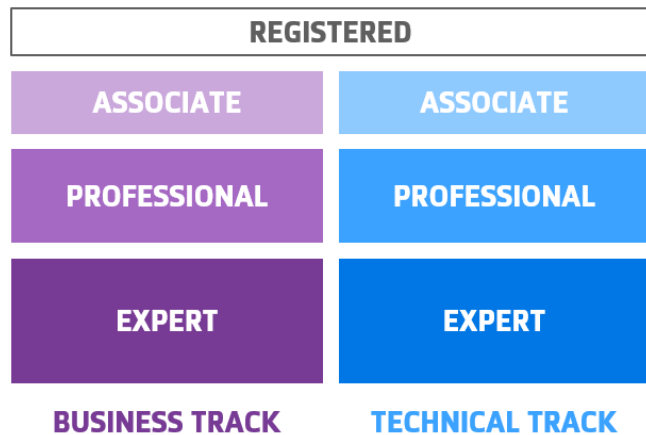 REGISTERED
ASSOCIATE ASSOCIATE
PROFESSIONAL PROFESSIONAL
EXPERT EXPERT
BUSINESS TRACK TECHNICAL TRACK